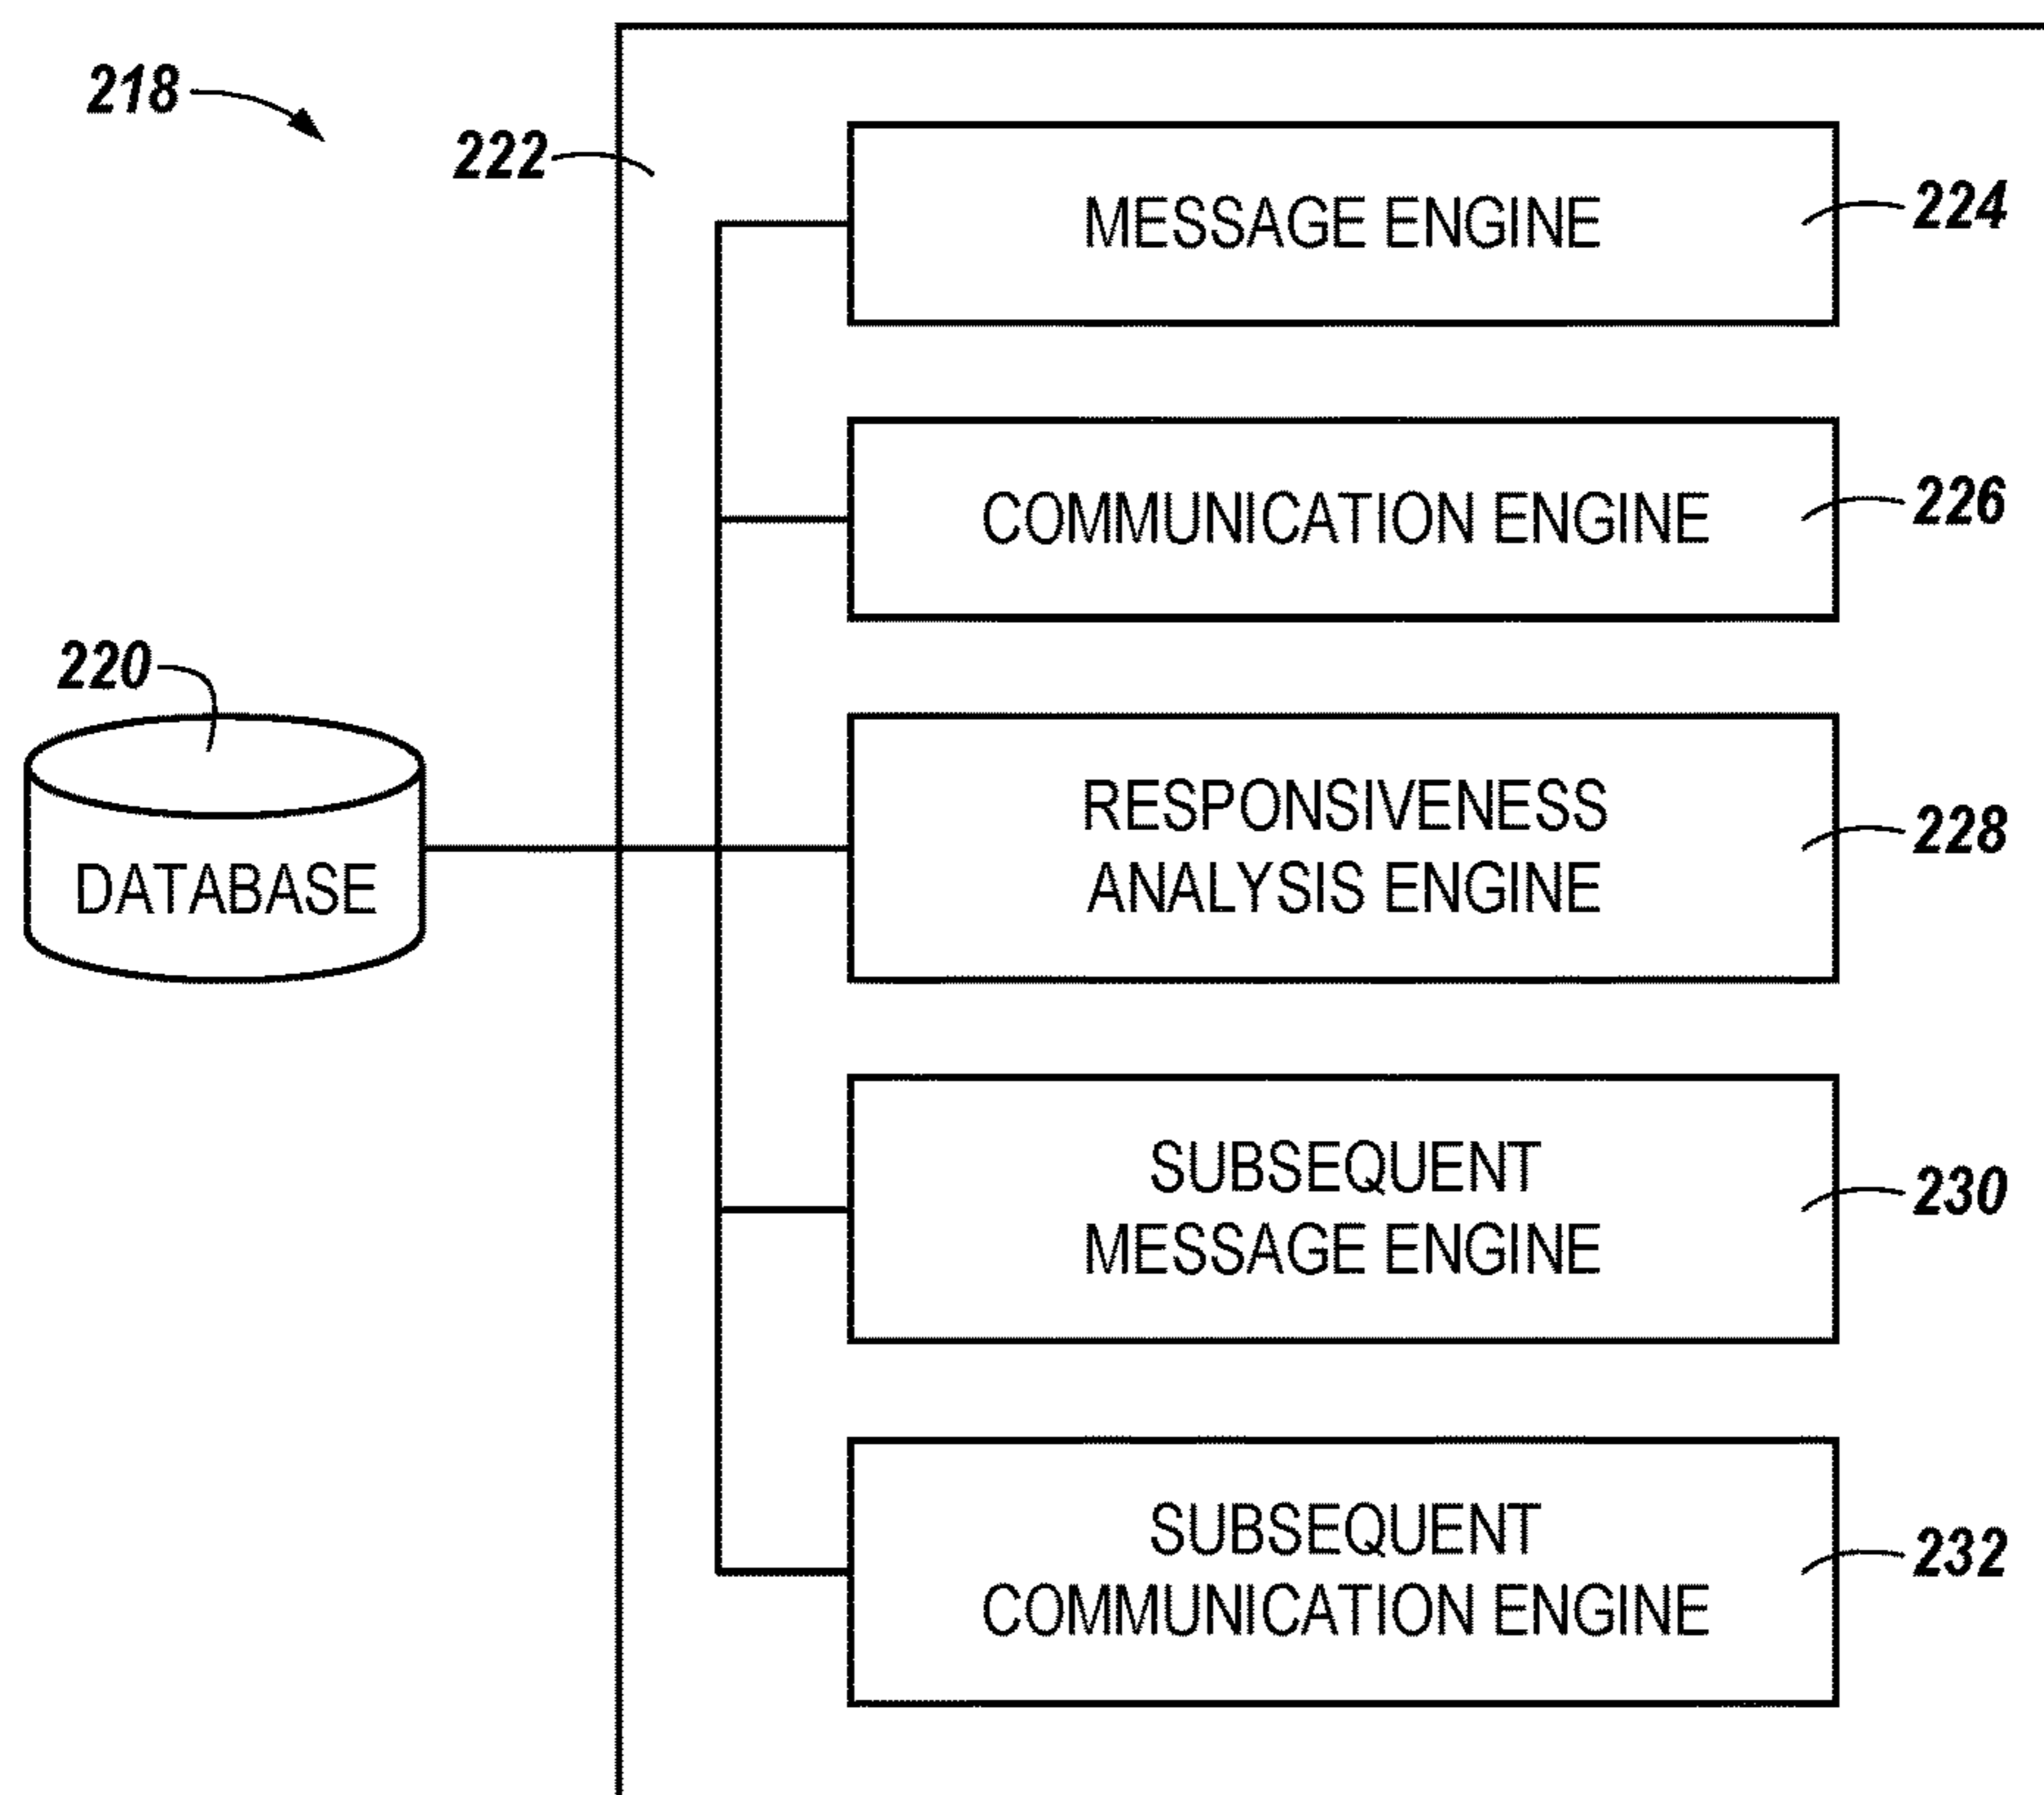 218
222
MESSAGE ENGINE
224
COMMUNICATION ENGINE
226
220
DATABASE
RESPONSIVENESS
ANALYSIS ENGINE
228
SUBSEQUENT
MESSAGE ENGINE
230
SUBSEQUENT
COMMUNICATION ENGINE
232